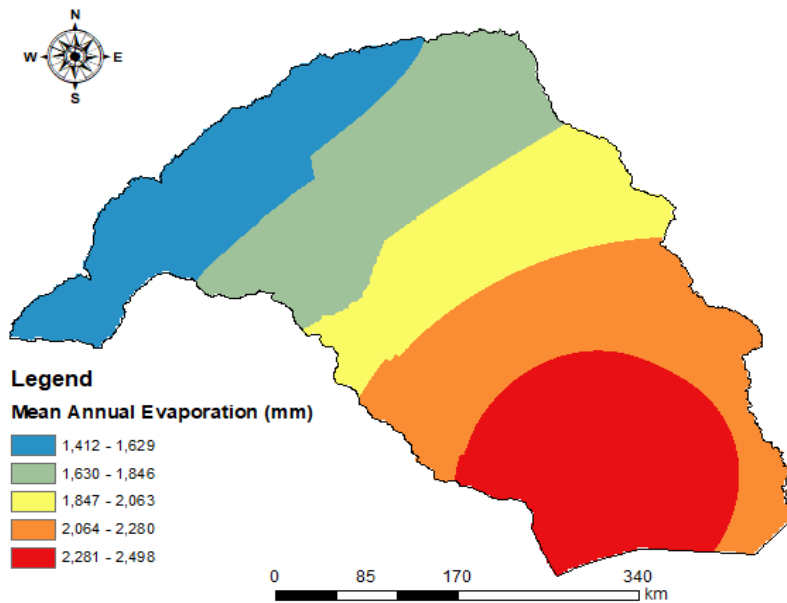 N
W E
S
Legend
Mean Annual Evaporation (mm)
1,412 - 1,629
1,630 - 1,846
1,847 - 2,063
2,064 - 2,280
2,281 - 2,498
0 85 170 340
km